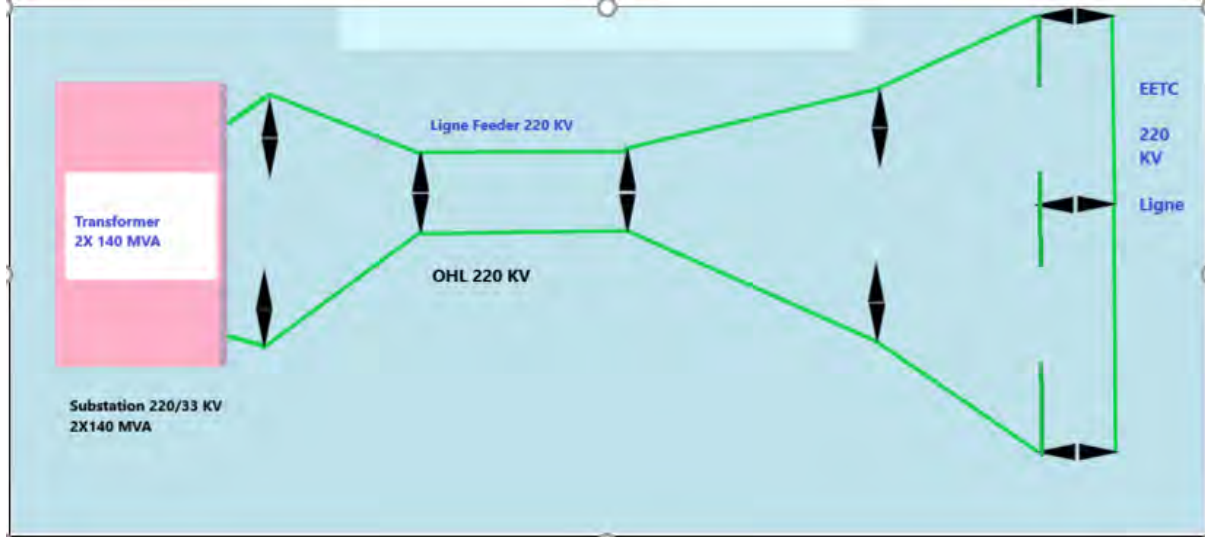 Ligne Feeder 220 KV
EETC
220
KV
Ligne
Transformer
2X 140 MVA
OHL 220 KV
Substation 220/33 KV
2X140 MVA